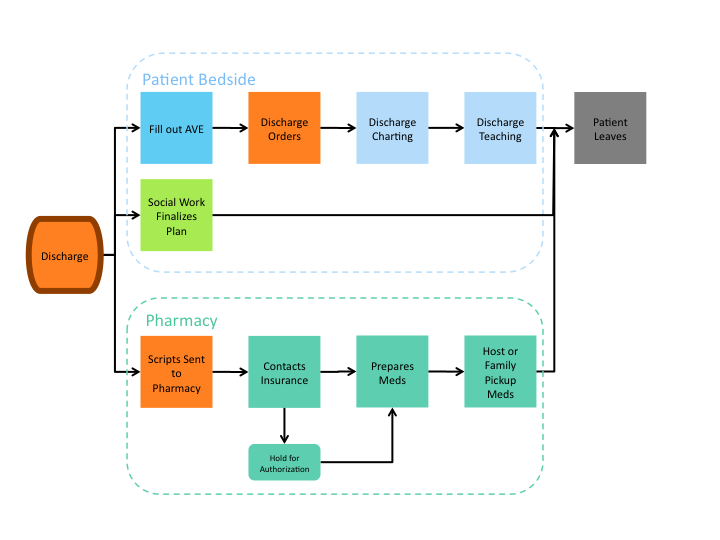 Patient Bedside
Fill out AVE
Discharge
Orders
Discharge
Charting
Discharge
Teaching
Patient
Leaves
Social Work
Finalizes
Plan
Discharge
Pharmacy
Scripts Sent
to
Pharmacy
Contacts
Insurance
Prepares
Meds
Host or
Family
Pickup
Meds
Hold for
Authorization